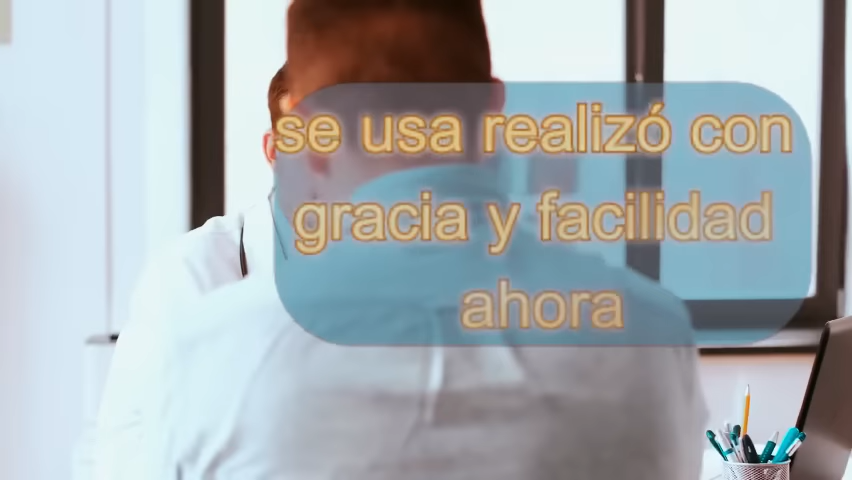 se usa realizó con
gracia y facilidad
ahora